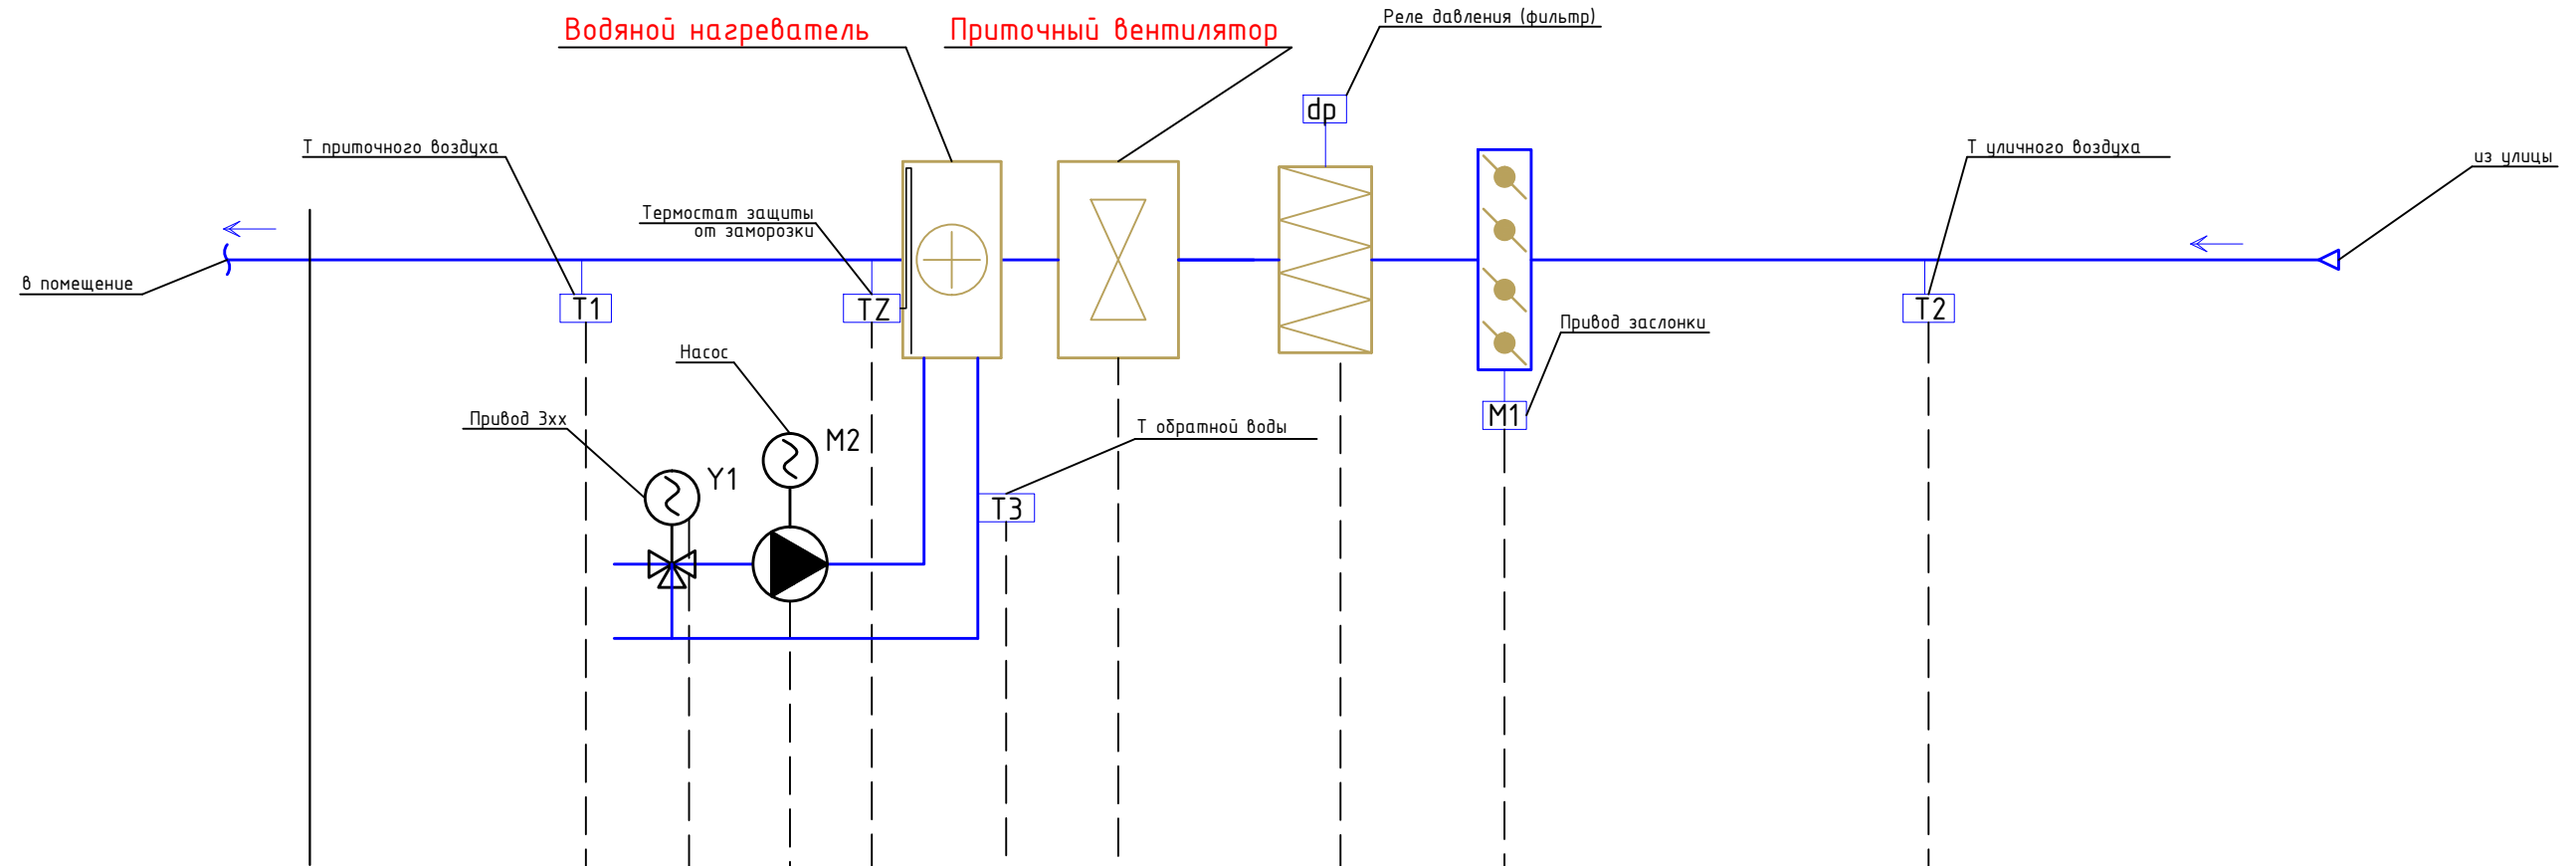 Водяной нагреватель
Приточный вентилятор
Реле давления (фильтр)
dp
Т приточного воздуха
Т уличного воздуха
из улицы
Термостат защиты
от заморозки
в помещение
T1
TZ
T2
Привод заслонки
Насос
M1
Привод 3хх
M2
Т обратной воды
Y1
T3